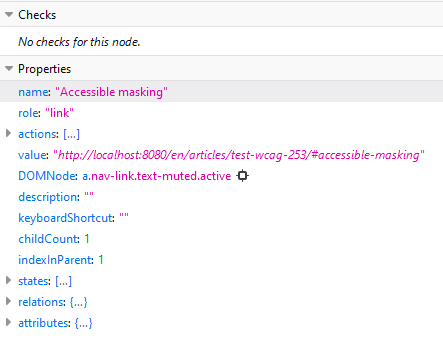 Checks
No checks for this node.
Properties
name: "Accessible masking"
role: "link"
actions: […]
value: "http://localhost:8080/en/articles/test-wcag-253/#accessible-masking"
DOMNode: a.nav-link.text-muted.active
description: ""
keyboardShortcut: ""
childCount: 1
indexInParent: 1
states: […]
relations: {…}
attributes: {…}